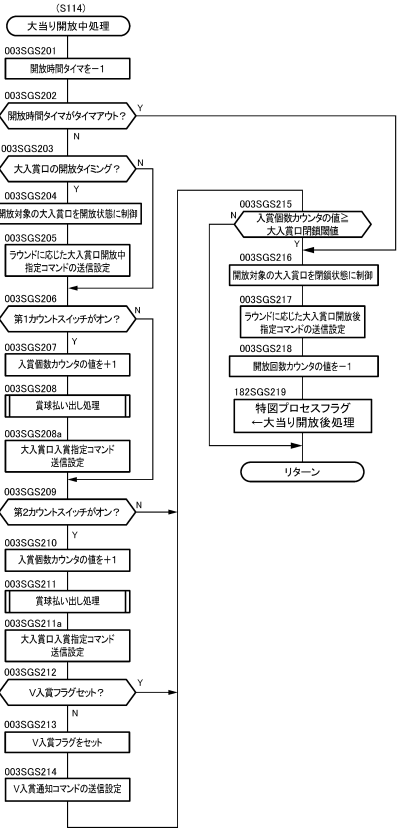 (S114)
大当り開放中処理
003SGS201
開放時間タイマを－1
003SGS202
開放時間タイマがタイマアウト？
Y
N
003SGS203
大入賞口の開放タイミング？
N
Y
003SGS204
開放対象の大入賞口を開放状態に制御
003SGS205
ラウンドに応じた大入賞口開放中
指定コマンドの送信設定
003SGS206
第1カウントスイッチがオン？
N
Y
003SGS207
入賞個数カウンタの値を+1
003SGS208
賞球払い出し処理
003SGS208a
大入賞口入賞指定コマンド
送信設定
003SGS209
第2カウントスイッチがオン？
N
Y
003SGS210
入賞個数カウンタの値を+1
003SGS211
賞球払い出し処理
003SGS211a
大入賞口入賞指定コマンド
送信設定
003SGS212
V入賞フラグセット？
Y
N
003SGS213
V入賞フラグをセット
003SGS214
V入賞通知コマンドの送信設定
003SGS215
入賞個数カウンタの値≧
大入賞口閉鎖閾値
N
Y
003SGS216
開放対象の大入賞口を閉鎖状態に制御
003SGS217
ラウンドに応じた大入賞口開放後
指定コマンドの送信設定
003SGS218
開放回数カウンタの値を－1
182SGS219
特図プロセスフラグ
←大当り開放後処理
リターン